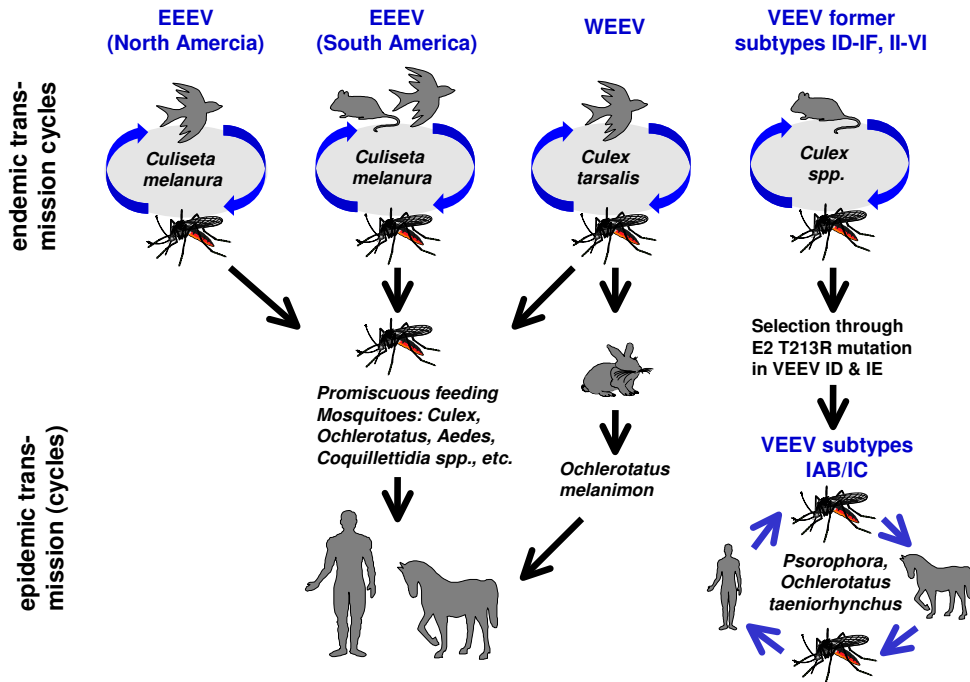 EEEV
(North Amercia)
EEEV
(South America)
WEEV
VEEV former
subtypes ID-IF, II-VI
endemic trans-
mission cycles
Culiseta
melanura
Culiseta
melanura
Culex
tarsalis
Culex
spp.
Selection through
E2 T213R mutation
in VEEV ID & IE
Promiscuous feeding
Mosquitoes: Culex,
Ochlerotatus, Aedes,
Coquillettidia spp., etc.
epidemic trans-
mission (cycles)
Ochlerotatus
melanimon
VEEV subtypes
IAB/IC
Psorophora,
Ochlerotatus
taeniorhynchus